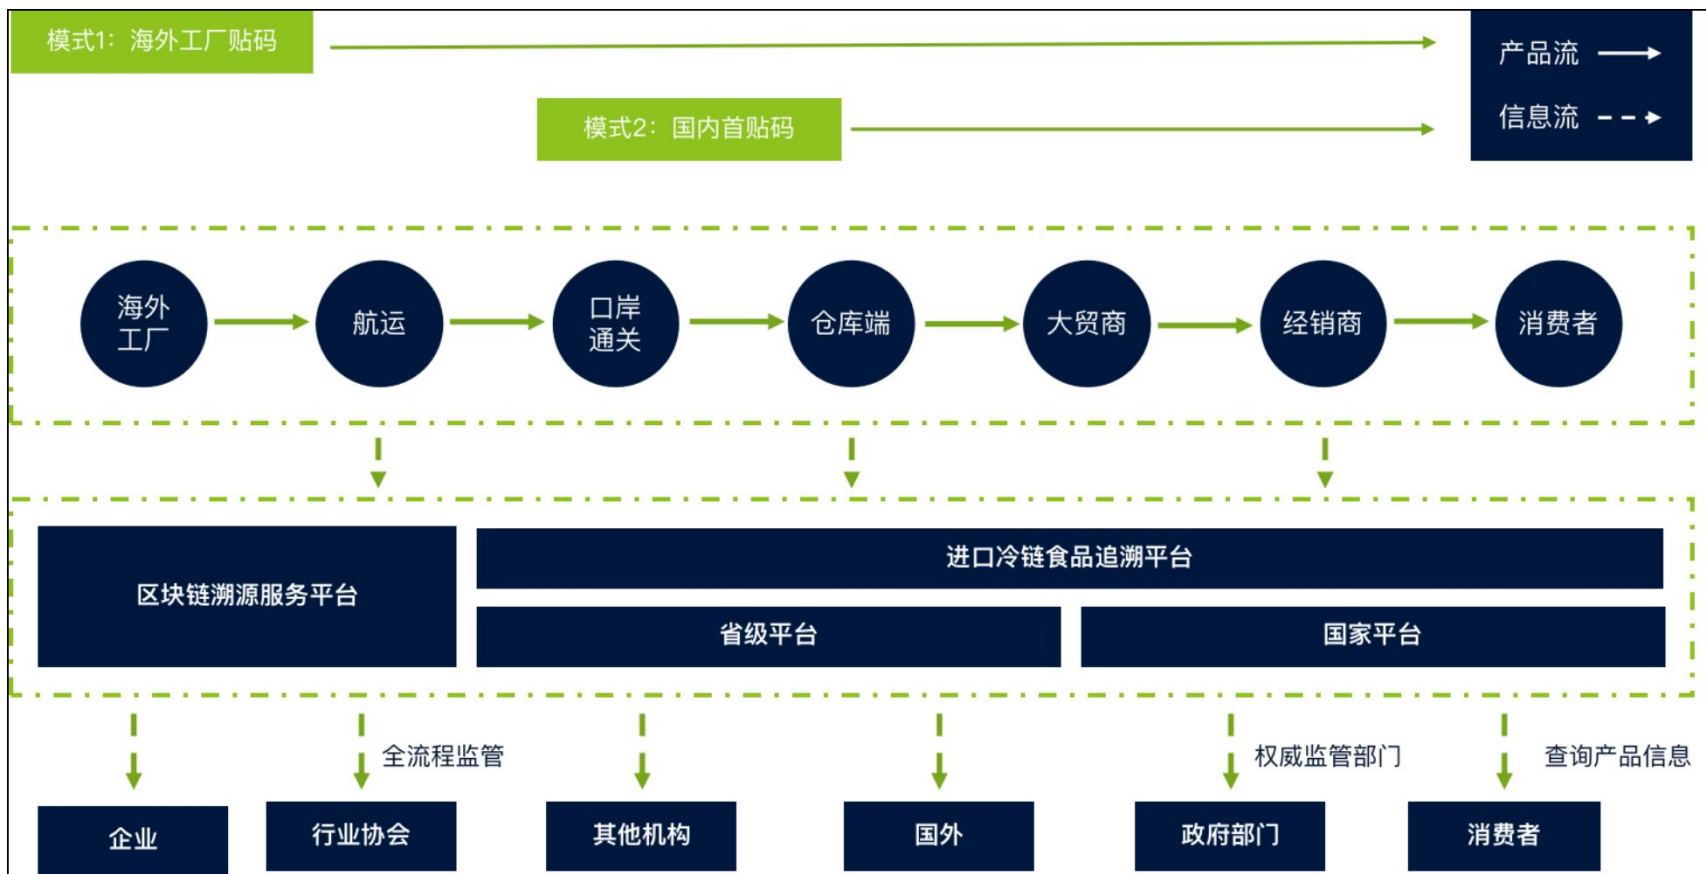 模式1：海外工厂贴码
产品流
模式2：国内首贴码
信息流
海外
工厂
航运
口岸
通关
仓库端
大贸商
经销商
消费者
区块链溯源服务平台
进口冷链食品追溯平台
省级平台
国家平台
全流程监管
权威监管部门
查询产品信息
企业
行业协会
其他机构
国外
政府部门
消费者